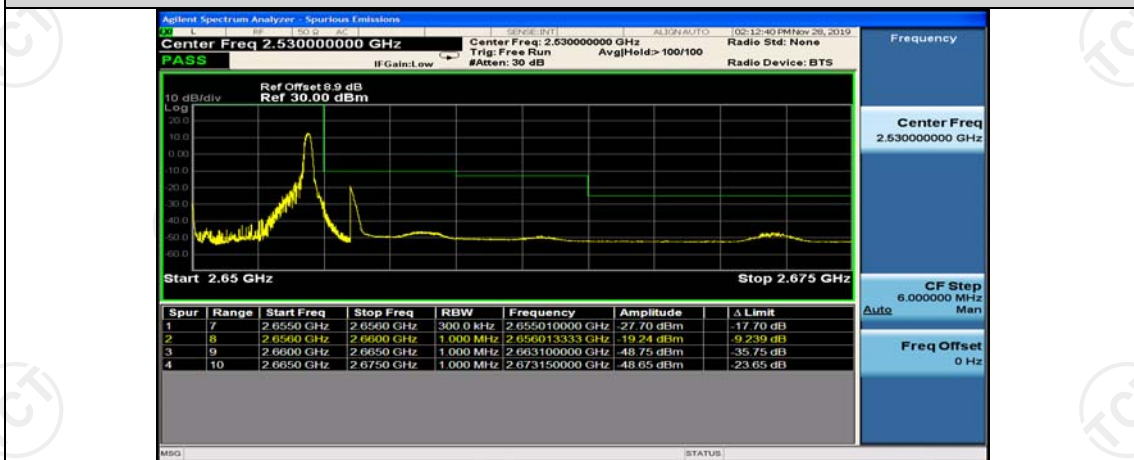 Agilent Spectrum Analyzer - Spurious Emissions
L RF 50 Ω AC SENSE:INT ALIGN AUTO 02:12:40 PM Nov 28, 2019
Center Freq 2.530000000 GHz
PASS
IFGain:Low
Center Freq: 2.530000000 GHz
Trig: Free Run Avg|Hold:> 100/100
#Atten: 30 dB
Radio Std: None
Radio Device: BTS
Frequency
Ref Offset 8.9 dB
10 dB/div Ref 30.00 dBm
Log
20.0
10.0
0.00
-10.0
-20.0
-30.0
-40.0
-50.0
-60.0
Start 2.65 GHz Stop 2.675 GHz
Center Freq
2.530000000 GHz
CF Step
6.000000 MHz
Auto Man
Freq Offset
0 Hz
Spur Range Start Freq Stop Freq RBW Frequency Amplitude Δ Limit
1 7 2.6550 GHz 2.6560 GHz 300.0 kHz 2.655010000 GHz -27.70 dBm -17.70 dB
2 8 2.6560 GHz 2.6600 GHz 1.000 MHz 2.656013333 GHz -19.24 dBm -9.239 dB
3 9 2.6600 GHz 2.6650 GHz 1.000 MHz 2.663100000 GHz -48.75 dBm -35.75 dB
4 10 2.6650 GHz 2.6750 GHz 1.000 MHz 2.673150000 GHz -48.65 dBm -23.65 dB
MSG STATUS